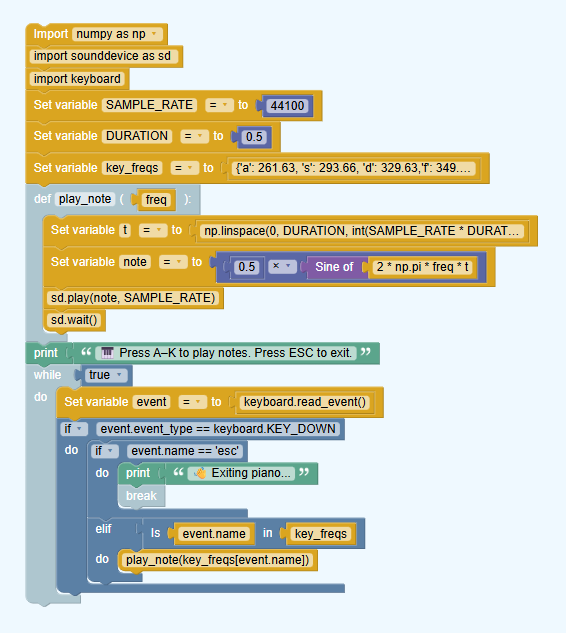 Import numpy as np
import sounddevice as sd
import keyboard
Set variable SAMPLE_RATE = to 44100
Set variable DURATION = to 0.5
Set variable key_freqs = to {'a': 261.63, 's': 293.66, 'd': 329.63,'f': 349....
def play_note ( freq ):
Set variable t = to np.linspace(0, DURATION, int(SAMPLE_RATE * DURAT...
Set variable note = to 0.5 × Sine of 2 * np.pi * freq * t
sd.play(note, SAMPLE_RATE)
sd.wait()
print “ 🎹 Press A–K to play notes. Press ESC to exit. ”
while true
do Set variable event = to keyboard.read_event()
if event.event_type == keyboard.KEY_DOWN
do if event.name == 'esc'
do print “ 👋 Exiting piano... ”
break
elif Is event.name in key_freqs
do play_note(key_freqs[event.name])